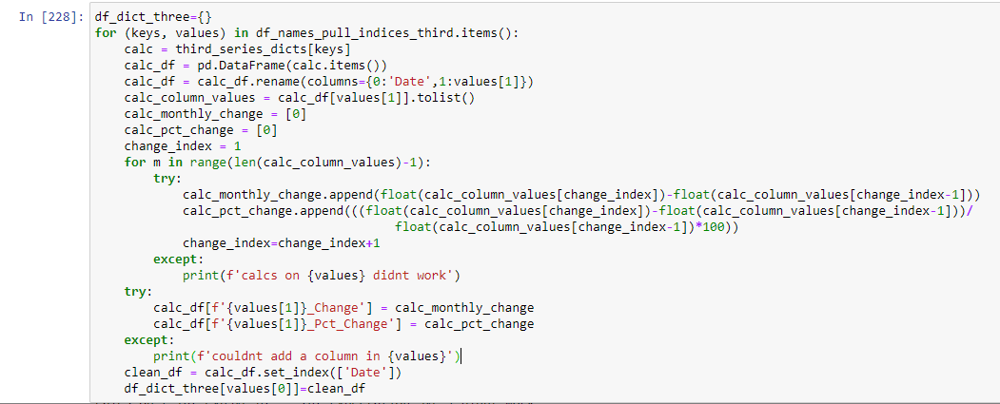 In [228]: df_dict_three={}
for (keys, values) in df_names_pull_indices_third.items():
    calc = third_series_dicts[keys]
    calc_df = pd.DataFrame(calc.items())
    calc_df = calc_df.rename(columns={0:'Date',1:values[1]})
    calc_column_values = calc_df[values[1]].tolist()
    calc_monthly_change = [0]
    calc_pct_change = [0]
    change_index = 1
    for m in range(len(calc_column_values)-1):
        try:
            calc_monthly_change.append(float(calc_column_values[change_index])-float(calc_column_values[change_index-1]))
            calc_pct_change.append(((float(calc_column_values[change_index])-float(calc_column_values[change_index-1]))/
                                         float(calc_column_values[change_index-1])*100))
            change_index=change_index+1
        except:
            print(f'calcs on {values} didnt work')
    try:
        calc_df[f'{values[1]}_Change'] = calc_monthly_change
        calc_df[f'{values[1]}_Pct_Change'] = calc_pct_change
    except:
        print(f'couldnt add a column in {values}')
    clean_df = calc_df.set_index(['Date'])
    df_dict_three[values[0]]=clean_df